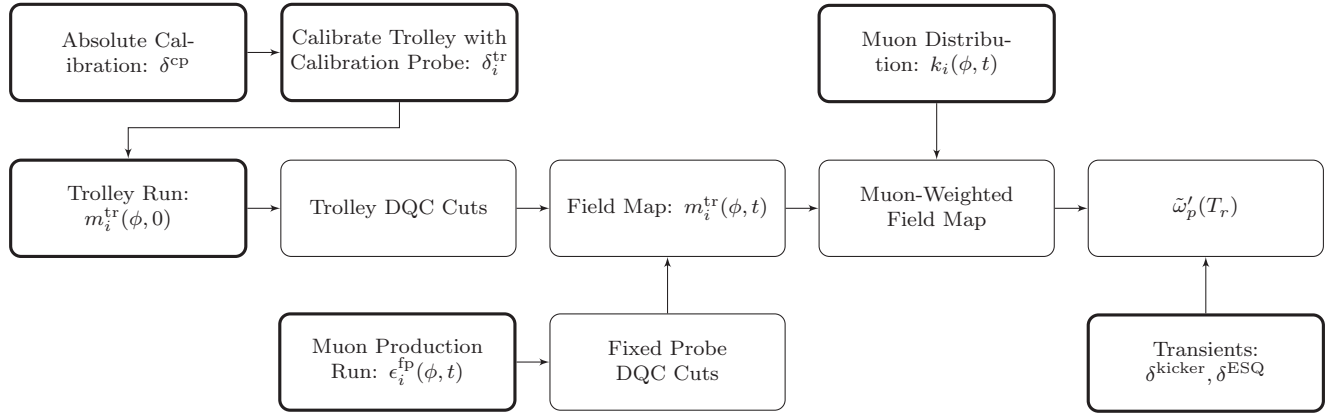 Absolute Cal-
ibration: δ^cp
Calibrate Trolley with
Calibration Probe: δ_i^tr
Muon Distribu-
tion: k_i(ϕ, t)
Trolley Run:
m_i^tr(ϕ, 0)
Trolley DQC Cuts
Field Map: m_i^tr(ϕ, t)
Muon-Weighted
Field Map
ω̃′_p(T_r)
Muon Production
Run: ϵ_i^fp(ϕ, t)
Fixed Probe
DQC Cuts
Transients:
δ^kicker, δ^ESQ